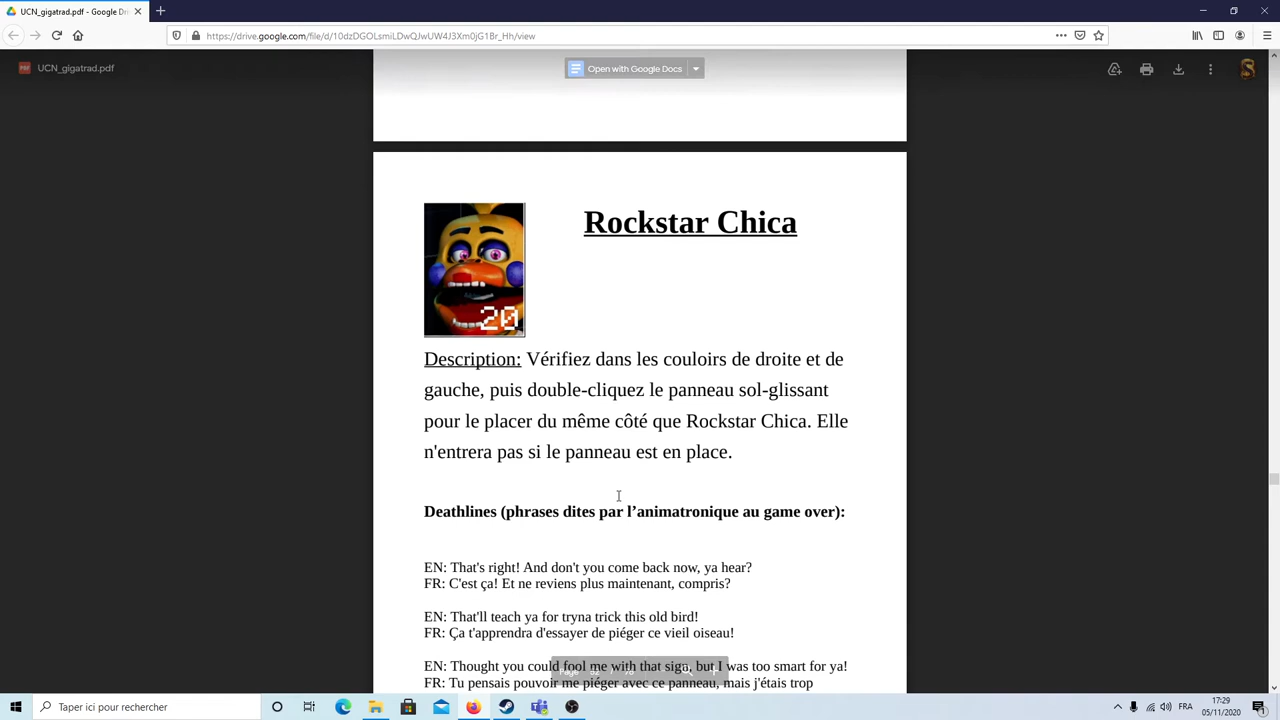 UCN_gigatrad.pdf - Google Dri
https://drive.google.com/file/d/10dzDGOLsmiLDwQJwUW4J3Xm0jG1Br_Hh/view
UCN_gigatrad.pdf
Open with Google Docs
Rockstar Chica
20
Description: Vérifiez dans les couloirs de droite et de
gauche, puis double-cliquez le panneau sol-glissant
pour le placer du même côté que Rockstar Chica. Elle
n'entrera pas si le panneau est en place.
Deathlines (phrases dites par l’animatronique au game over):
EN: That's right! And don't you come back now, ya hear?
FR: C'est ça! Et ne reviens plus maintenant, compris?
EN: That'll teach ya for tryna trick this old bird!
FR: Ça t'apprendra d'essayer de piéger ce vieil oiseau!
EN: Thought you could fool me with that sign, but I was too smart for ya!
Page 52 / 78
FR: Tu pensais pouvoir me piéger avec ce panneau, mais j'étais trop
Taper ici pour rechercher
FRA
17:29
05/11/2020